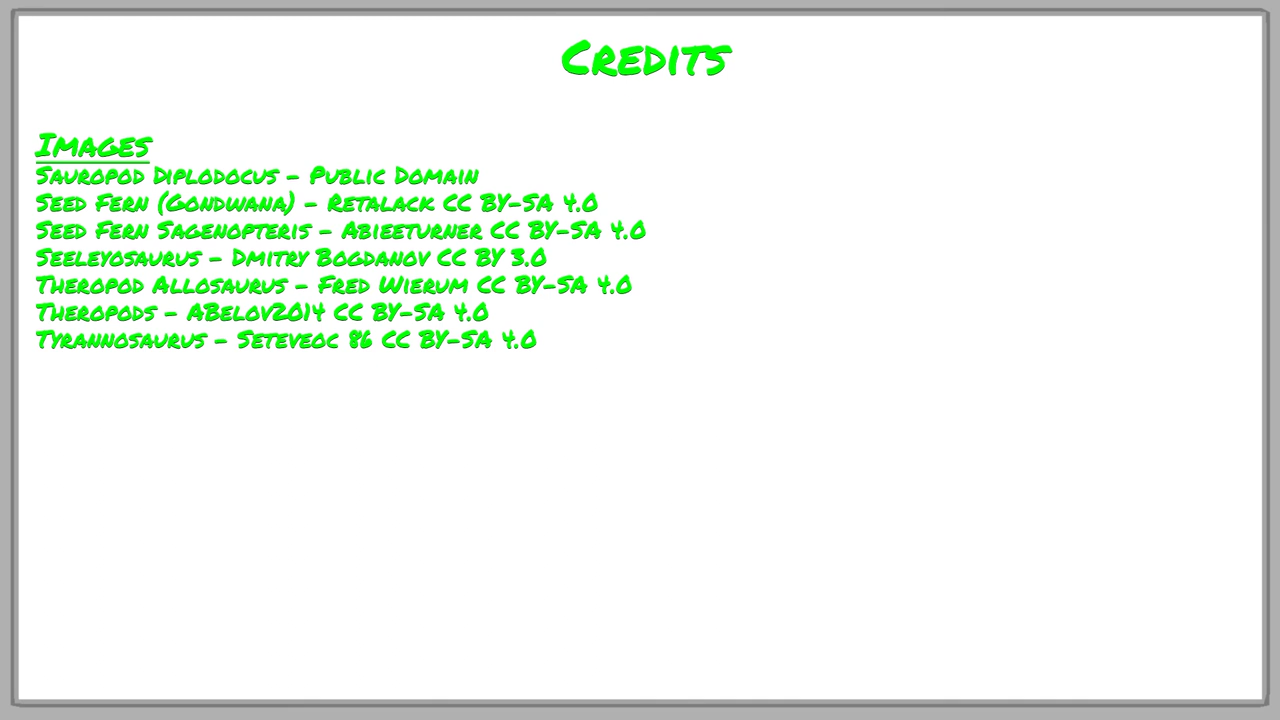 Credits
Images
Sauropod Diplodocus - Public Domain
Seed Fern (Gondwana) - Retalack CC BY-SA 4.0
Seed Fern Sagenopteris - Abieeturner CC BY-SA 4.0
Seeleyosaurus - Dmitry Bogdanov CC BY 3.0
Theropod Allosaurus - Fred Wierum CC BY-SA 4.0
Theropods - ABelov2014 CC BY-SA 4.0
Tyrannosaurus - Seteveoc 86 CC BY-SA 4.0